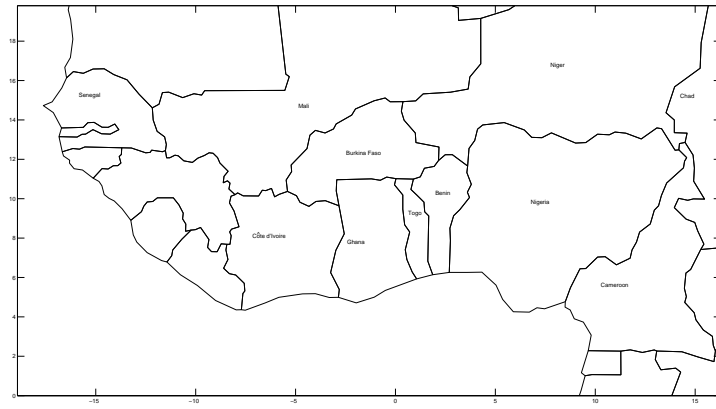 18
16
14
12
10
8
6
4
2
0
−15
−10
−5
0
5
10
15
Niger
Senegal
Chad
Mali
Burkina Faso
Benin
Nigeria
Togo
Côte d'Ivoire
Ghana
Cameroon